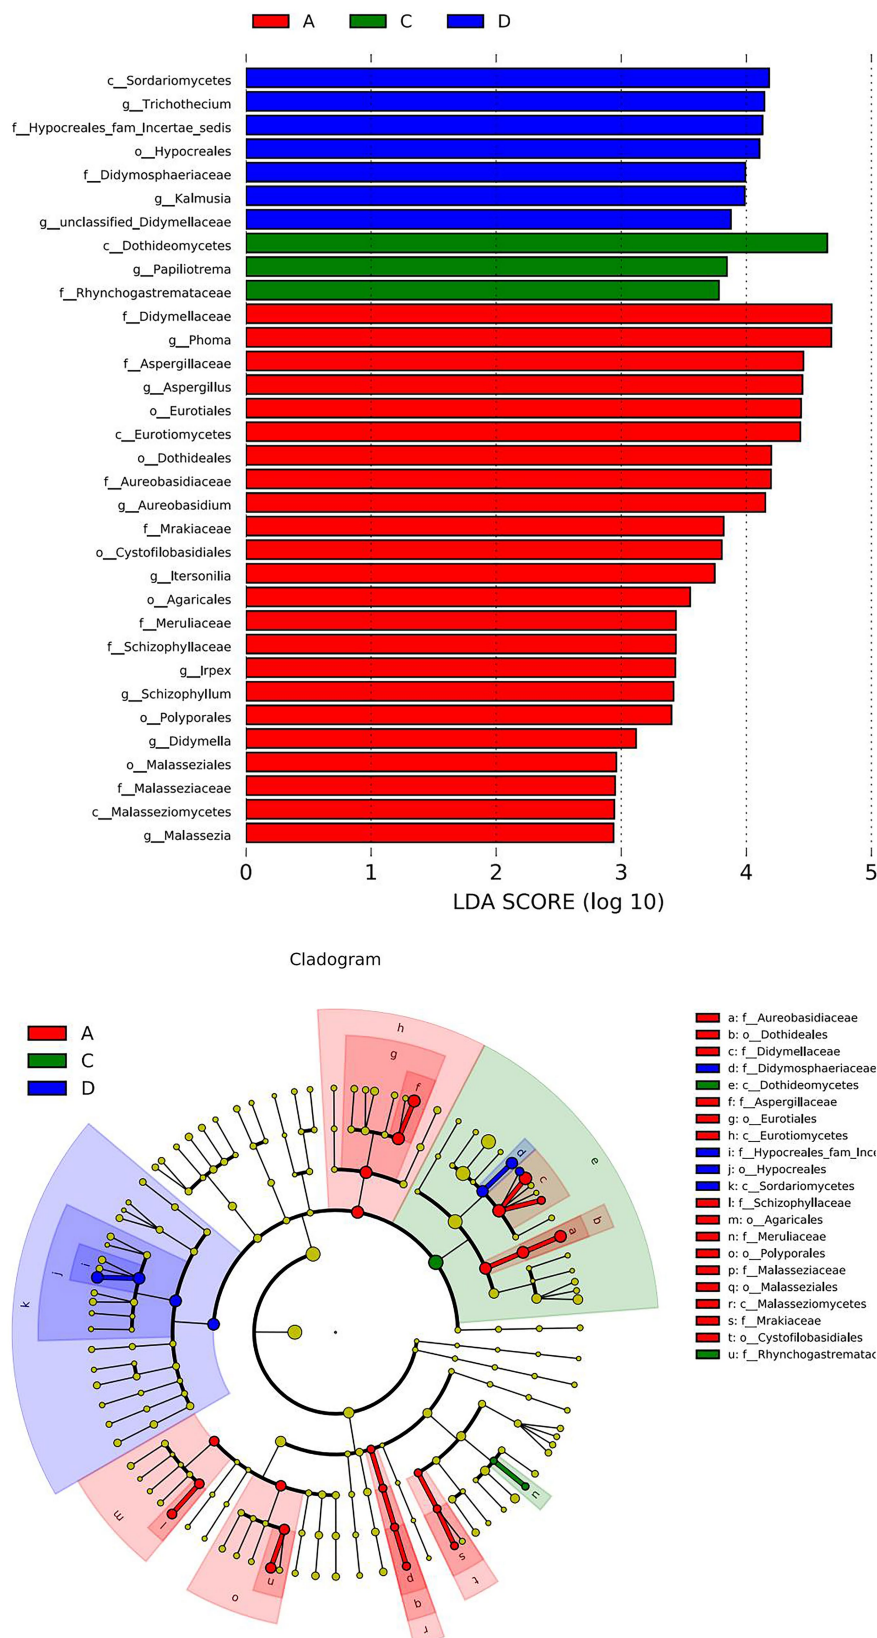 A C D
c__Sordariomycetes
g__Trichothecium
f__Hypocreales_fam_Incertae_sedis
o__Hypocreales
f__Didymosphaeriaceae
g__Kalmusia
g__unclassified_Didymellaceae
c__Dothideomycetes
g__Papiliotrema
f__Rhynchogastremataceae
f__Didymellaceae
g__Phoma
f__Aspergillaceae
g__Aspergillus
o__Eurotiales
c__Eurotiomycetes
o__Dothideales
f__Aureobasidiaceae
g__Aureobasidium
f__Mrakiaceae
o__Cystofilobasidiales
g__Itersonilia
o__Agaricales
f__Meruliaceae
f__Schizophyllaceae
g__Irpex
g__Schizophyllum
o__Polyporales
g__Didymella
o__Malasseziales
f__Malasseziaceae
c__Malasseziomycetes
g__Malassezia
0 1 2 3 4 5
LDA SCORE (log 10)
Cladogram
A
C
D
h
g
f
e
d
c
b
a
i
j
k
l
m
n
o
p
q
r
s
t
u
a: f__Aureobasidiaceae
b: o__Dothideales
c: f__Didymellaceae
d: f__Didymosphaeriaceae
e: c__Dothideomycetes
f: f__Aspergillaceae
g: o__Eurotiales
h: c__Eurotiomycetes
i: f__Hypocreales_fam_Ince
j: o__Hypocreales
k: c__Sordariomycetes
l: f__Schizophyllaceae
m: o__Agaricales
n: f__Meruliaceae
o: o__Polyporales
p: f__Malasseziaceae
q: o__Malasseziales
r: c__Malasseziomycetes
s: f__Mrakiaceae
t: o__Cystofilobasidiales
u: f__Rhynchogastrematac